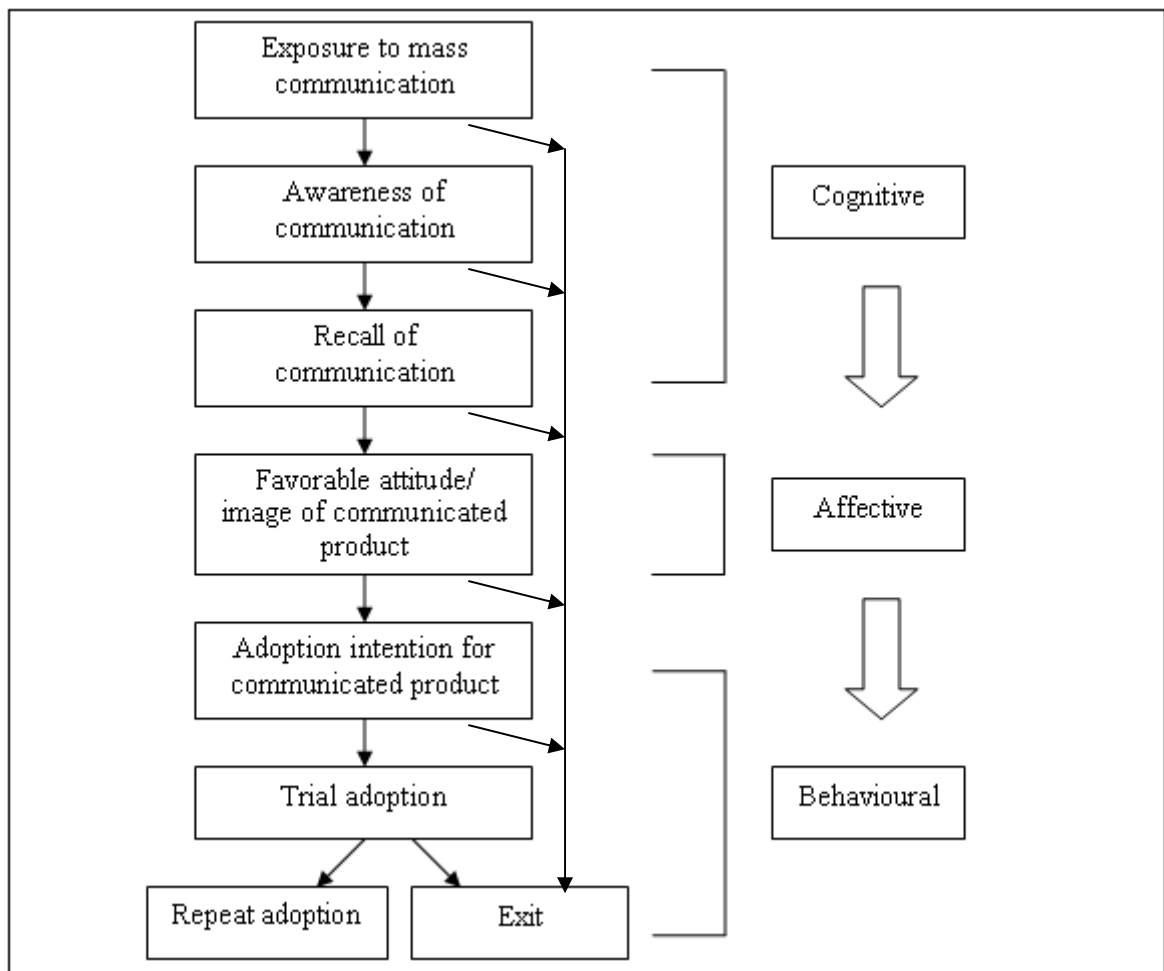 Exposure to mass
communication
Awareness of
communication
Cognitive
Recall of
communication
Favorable attitude/
image of communicated
product
Affective
Adoption intention for
communicated product
Trial adoption
Behavioural
Repeat adoption
Exit